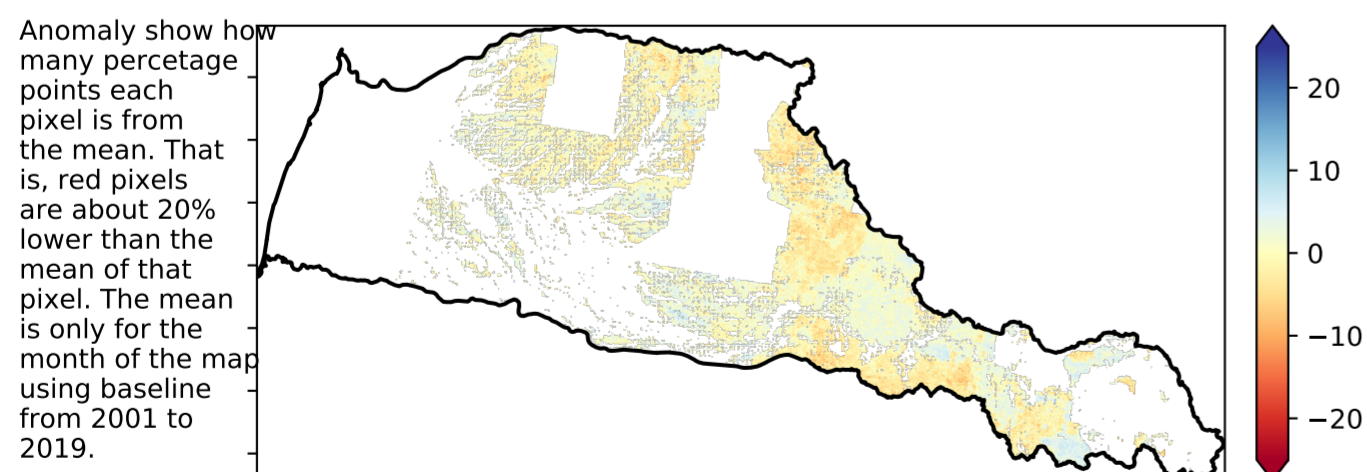 Anomaly show how
many percetage
points each
pixel is from
the mean. That
is, red pixels
are about 20%
lower than the
mean of that
pixel. The mean
is only for the
month of the map
using baseline
from 2001 to
2019.
20
10
0
−10
−20